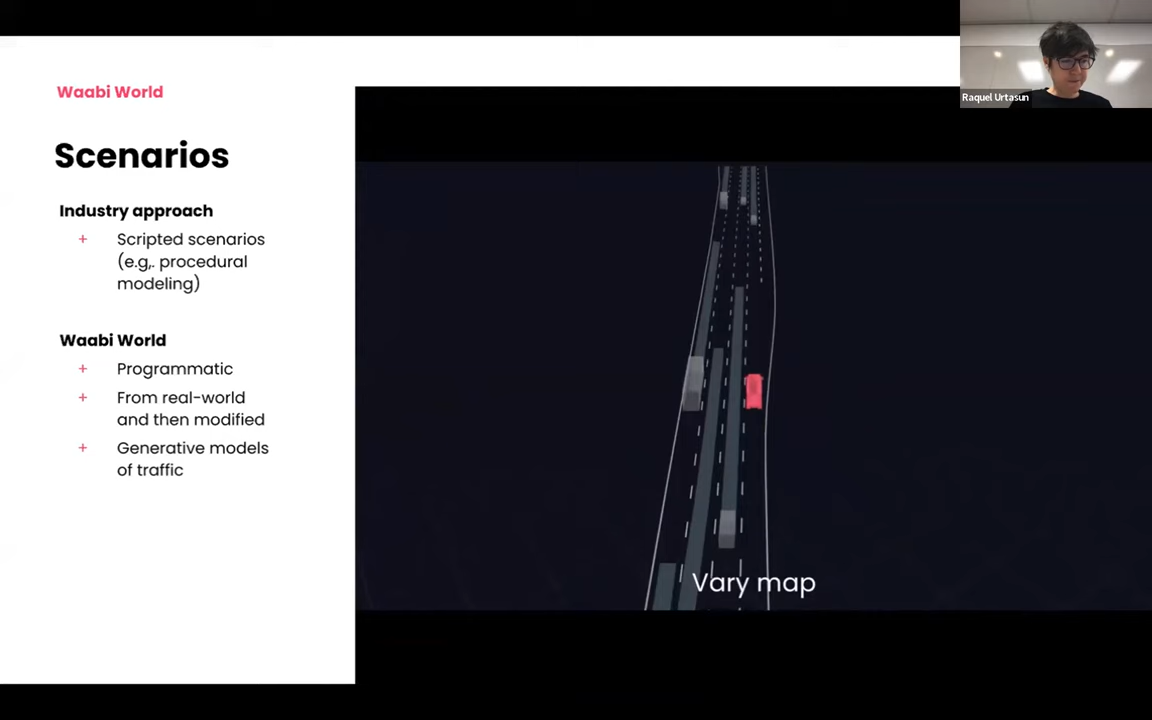 Waabi World
Scenarios
Industry approach
+ Scripted scenarios
(e.g,. procedural
modeling)
Waabi World
+ Programmatic
+ From real-world
and then modified
+ Generative models
of traffic
Vary map
Raquel Urtasun